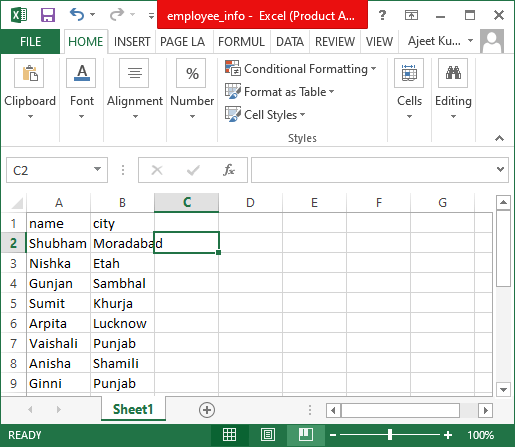 employee_info - Excel (Product A... ?
FILE HOME INSERT PAGE LA FORMUL DATA REVIEW VIEW Ajeet Ku...
Clipboard Font Alignment % Number Conditional Formatting Format as Table Cell Styles Cells Editing
Styles
C2 fx
A B C D E F G
1 name city
2 Shubham Moradabad
3 Nishka Etah
4 Gunjan Sambhal
5 Sumit Khurja
6 Arpita Lucknow
7 Vaishali Punjab
8 Anisha Shamili
9 Ginni Punjab
Sheet1
READY 100%